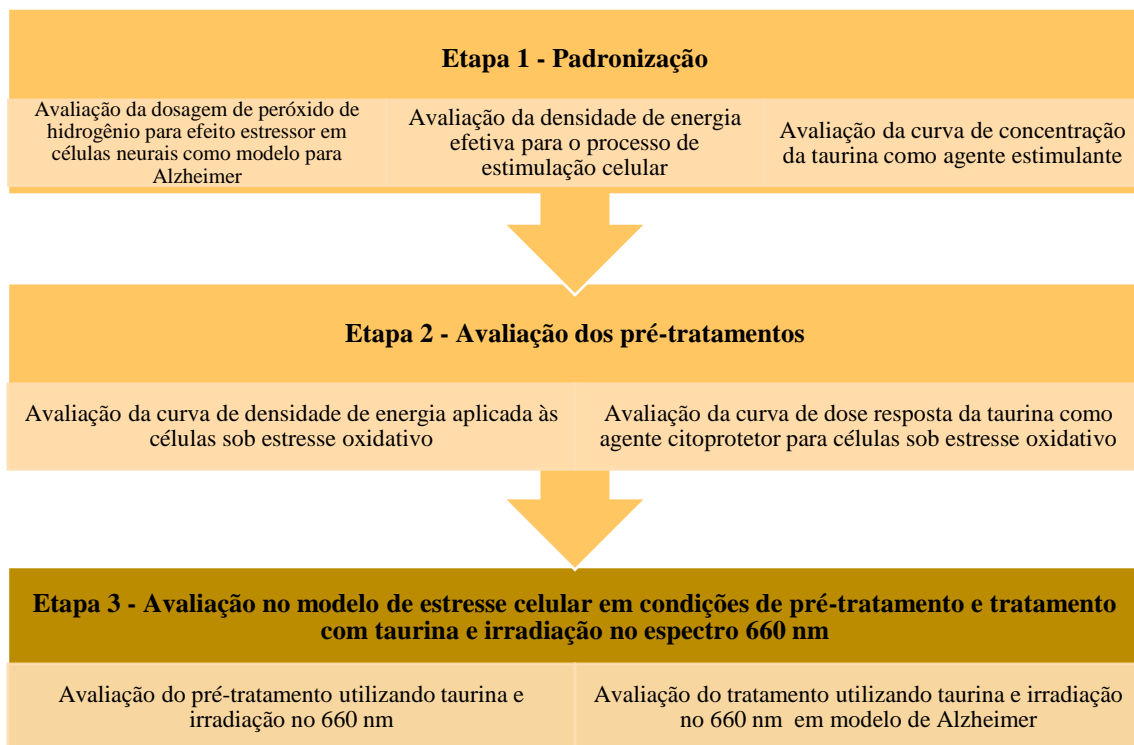 Etapa 1 - Padronização
Avaliação da dosagem de peróxido de
hidrogênio para efeito estressor em
células neurais como modelo para
Alzheimer
Avaliação da densidade de energia
efetiva para o processo de
estimulação celular
Avaliação da curva de concentração
da taurina como agente estimulante
Etapa 2 - Avaliação dos pré-tratamentos
Avaliação da curva de densidade de energia aplicada às
células sob estresse oxidativo
Avaliação da curva de dose resposta da taurina como
agente citoprotetor para células sob estresse oxidativo
Etapa 3 - Avaliação no modelo de estresse celular em condições de pré-tratamento e tratamento
com taurina e irradiação no espectro 660 nm
Avaliação do pré-tratamento utilizando taurina e
irradiação no 660 nm
Avaliação do tratamento utilizando taurina e irradiação
no 660 nm em modelo de Alzheimer